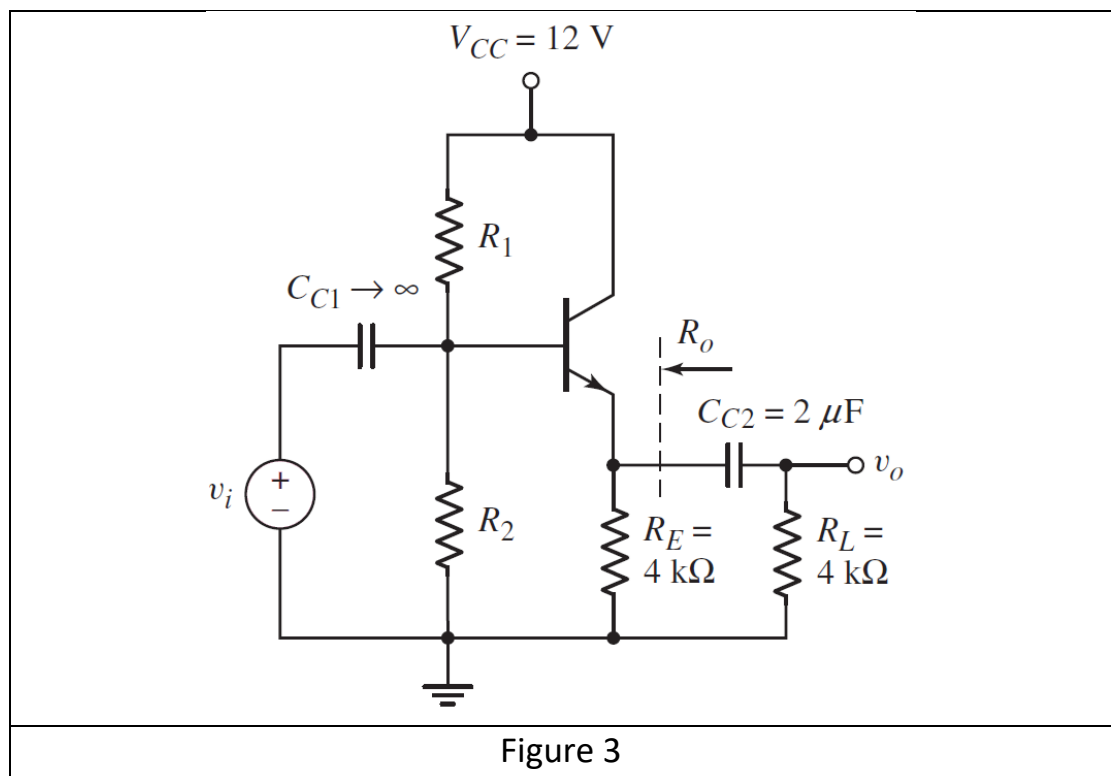 V_CC = 12 V
R_1
C_C1 → ∞
R_o
C_C2 = 2 μF
v_o
v_i
+
−
R_2
R_E =
4 kΩ
R_L =
4 kΩ
Figure 3